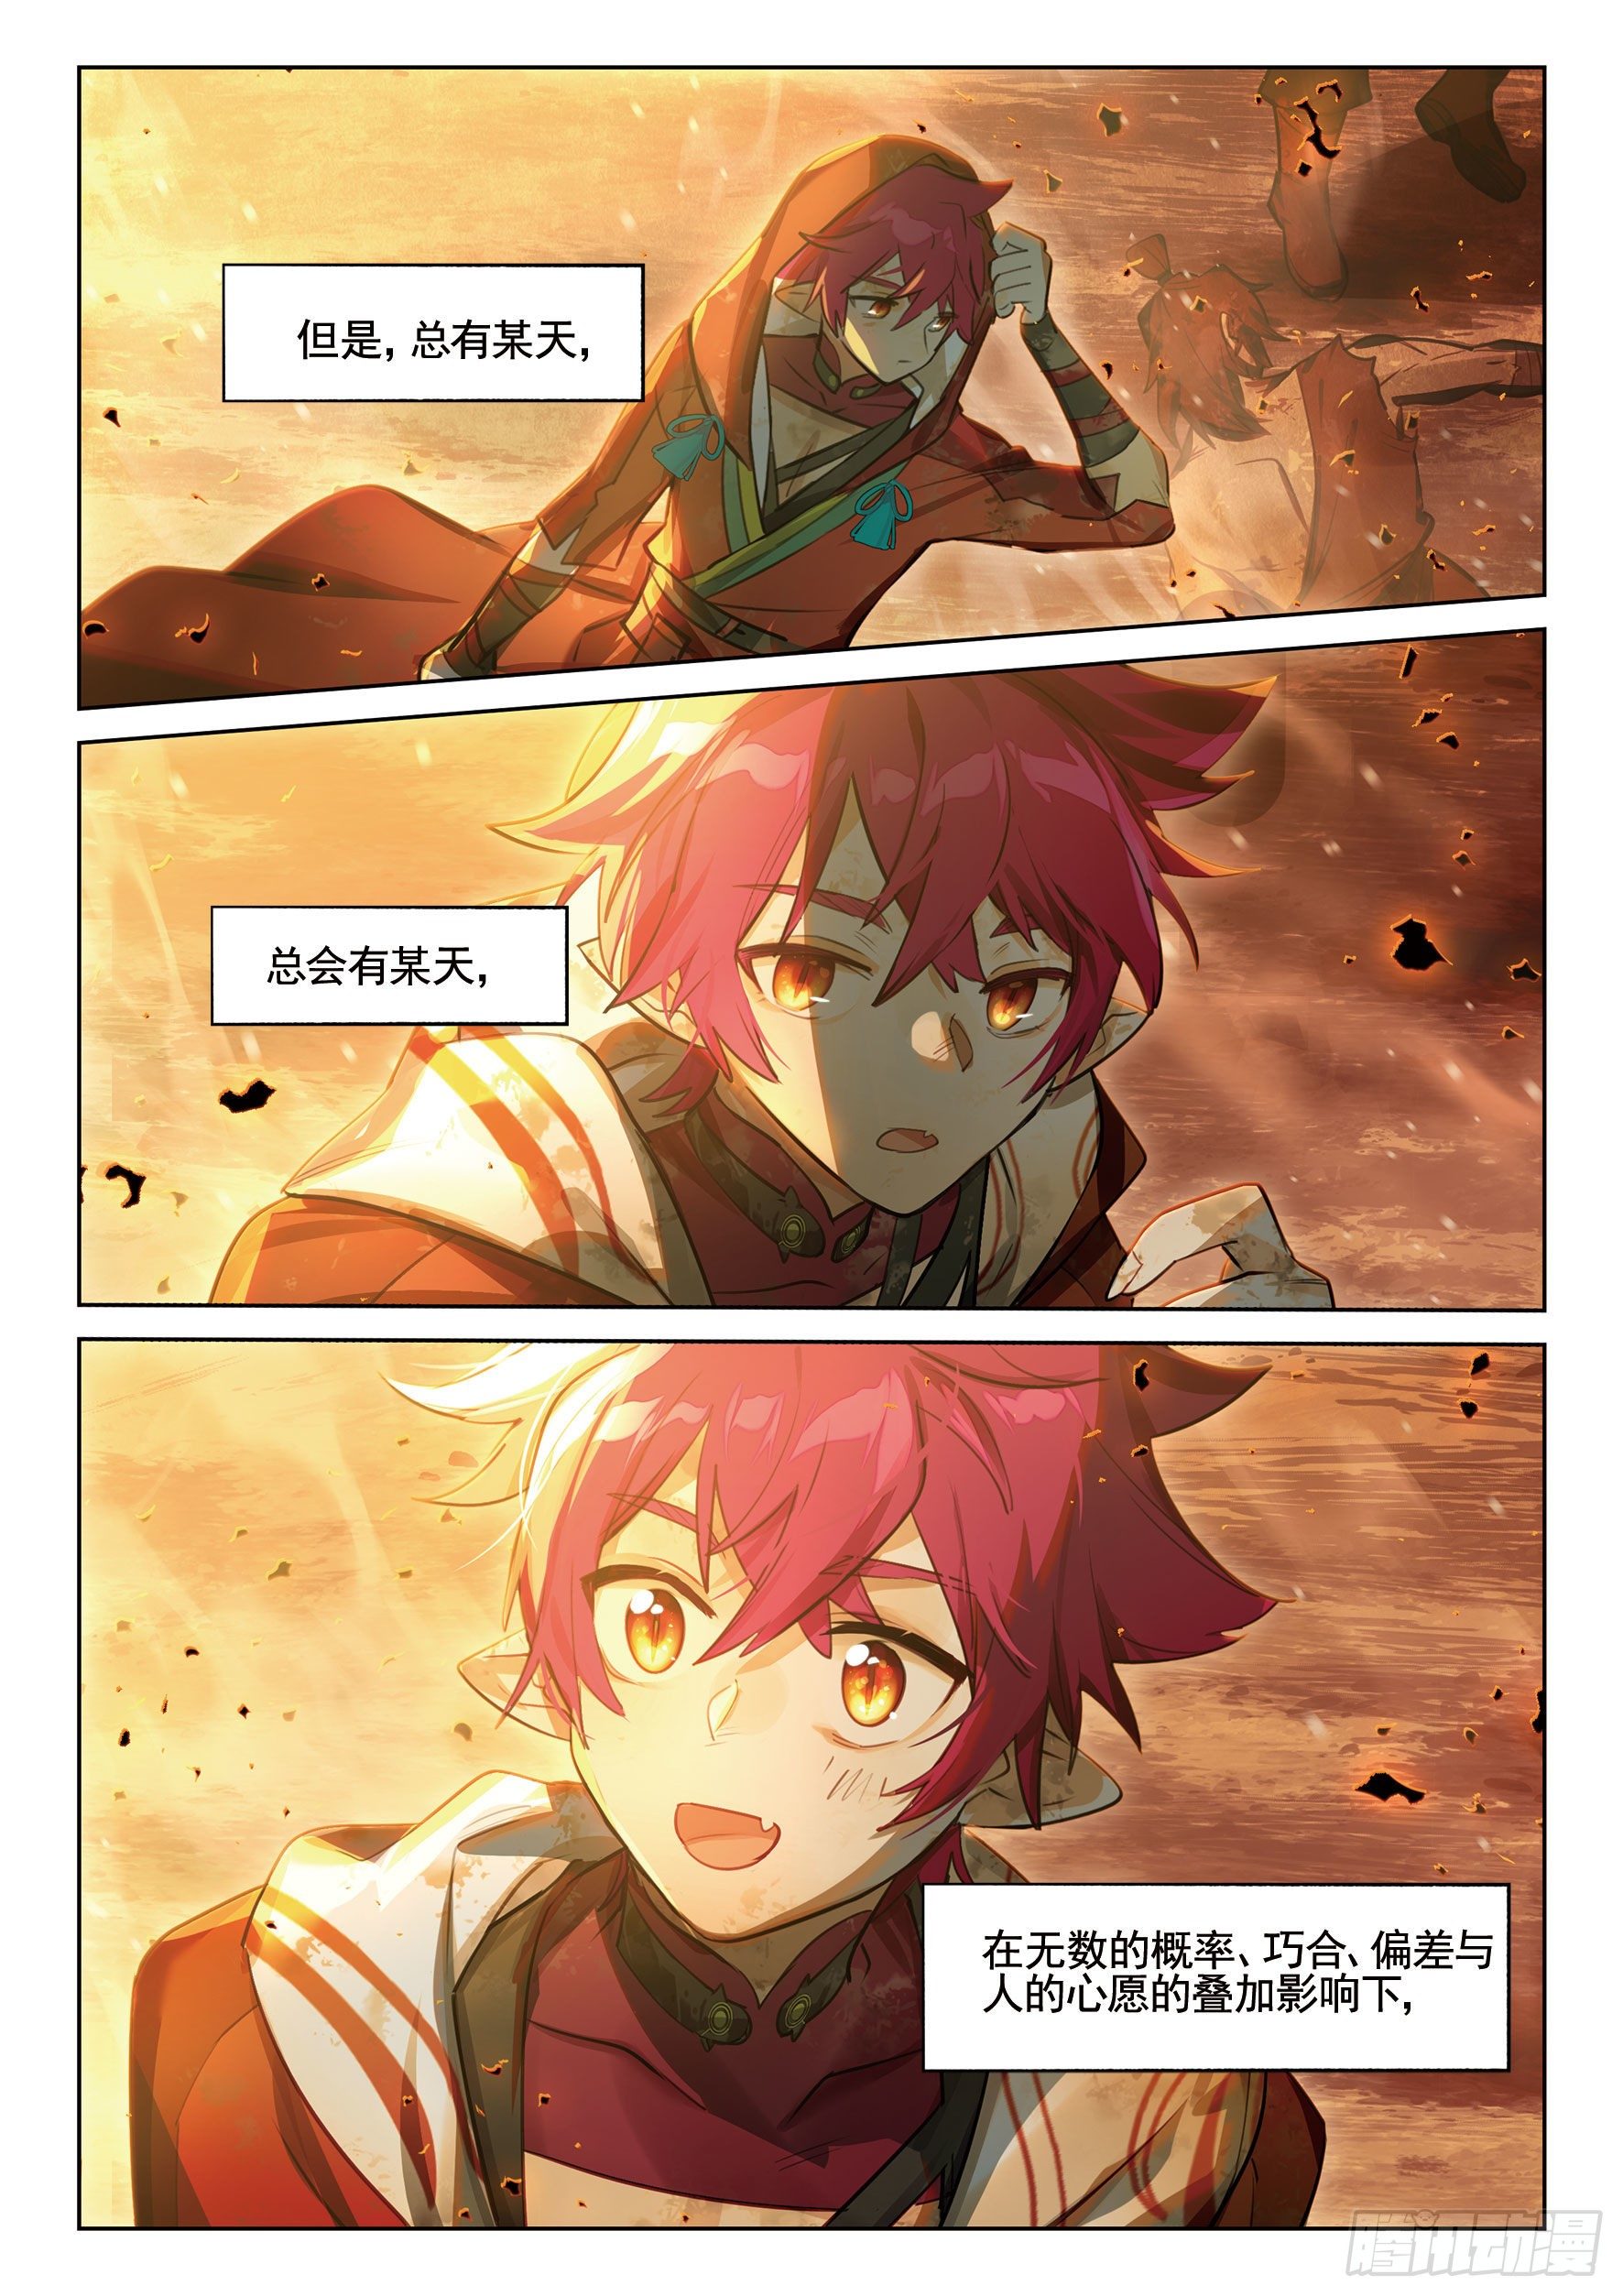 但是，总有某天，
总会有某天，
在无数的概率、巧合、偏差与
人的心愿的叠加影响下，
腾讯动漫